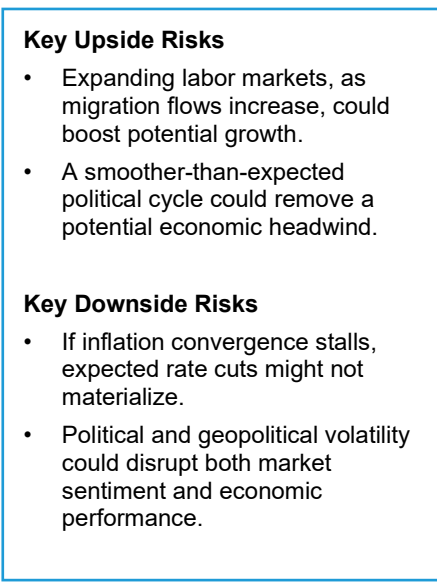 Key Upside Risks
• Expanding labor markets, as
migration flows increase, could
boost potential growth.
• A smoother-than-expected
political cycle could remove a
potential economic headwind.
Key Downside Risks
• If inflation convergence stalls,
expected rate cuts might not
materialize.
• Political and geopolitical volatility
could disrupt both market
sentiment and economic
performance.